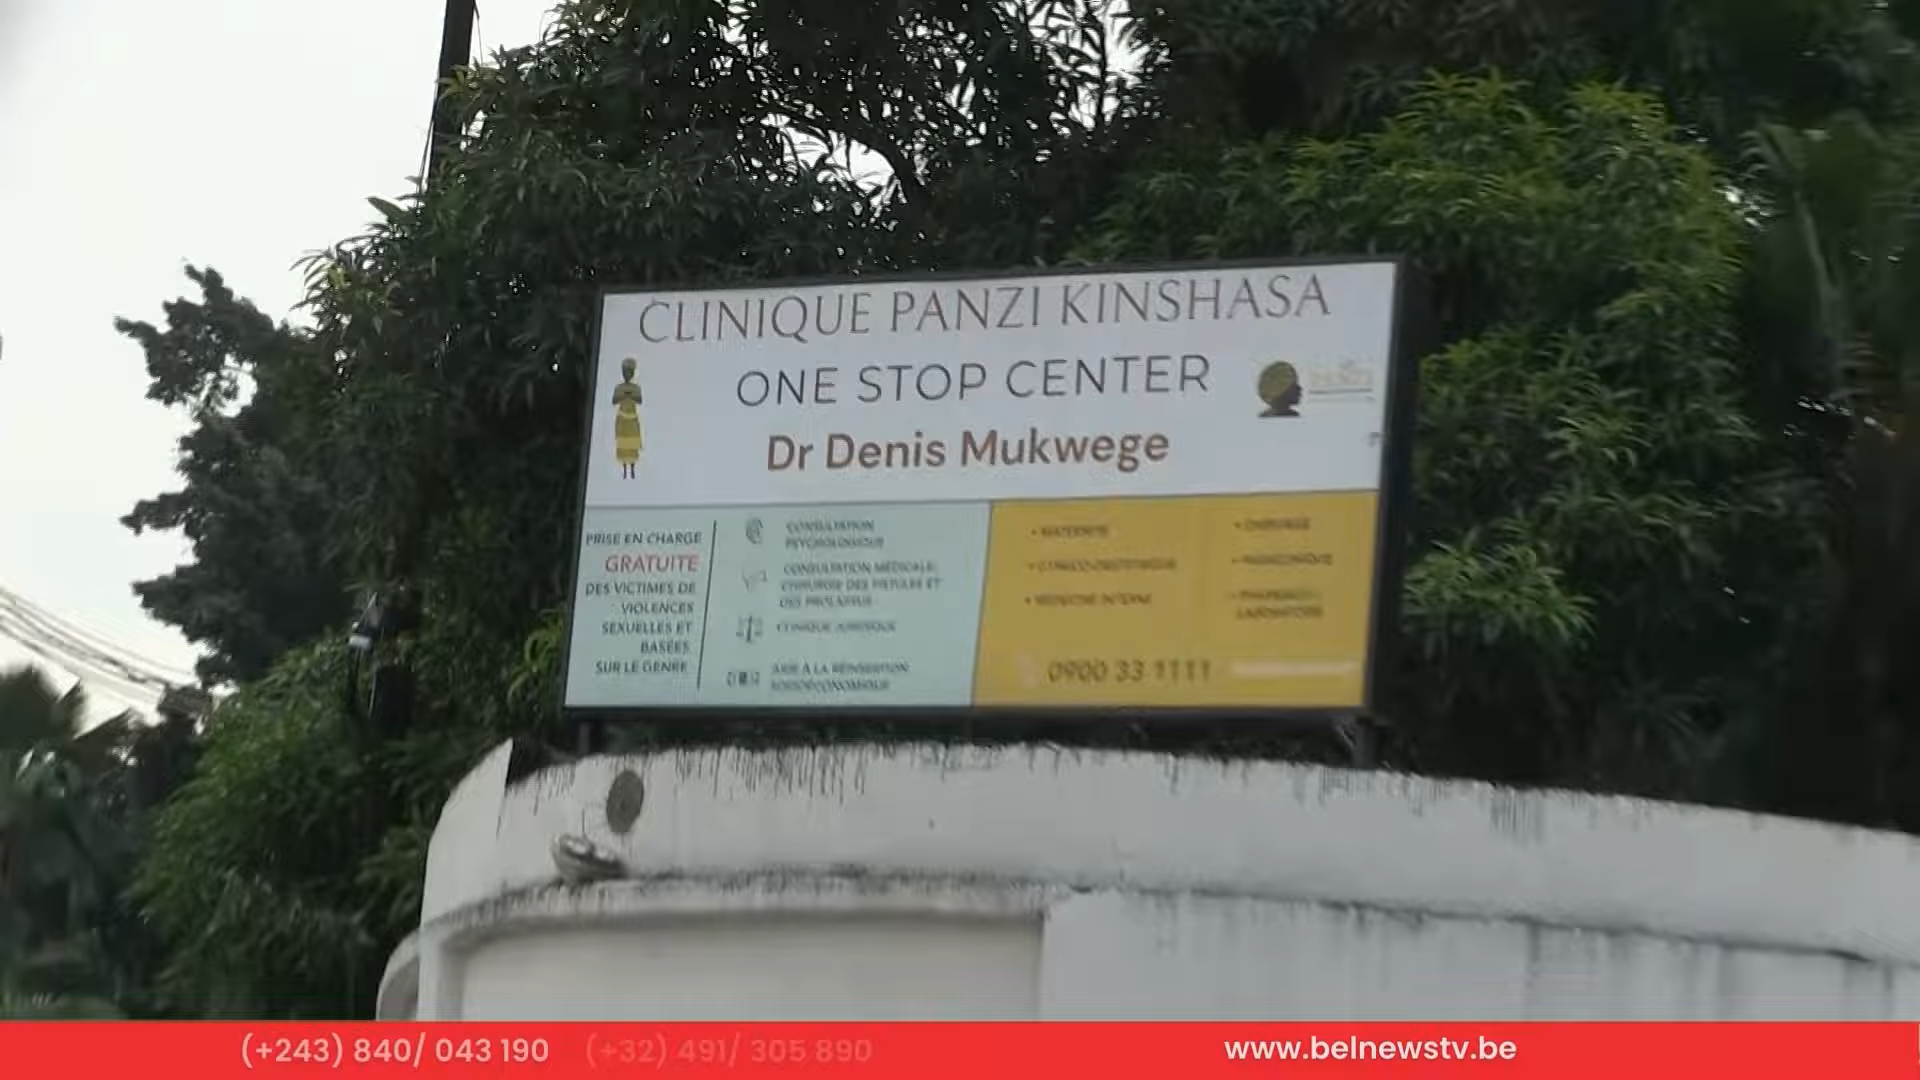 CLINIQUE PANZI KINSHASA
ONE STOP CENTER
Dr Denis Mukwege
PRISE EN CHARGE
GRATUITE
DES VICTIMES DE
VIOLENCES
SEXUELLES ET
BASÉES
SUR LE GENRE
CONSULTATION
PSYCHOLOGIQUE
CONSULTATION MÉDICALE:
CHIRURGIE DES FISTULES ET
DES PROLAPSUS
CLINIQUE JURIDIQUE
AIDE À LA RÉINSERTION
SOCIOÉCONOMIQUE
• MATERNITÉ
• GYNÉCO-OBSTÉTRIQUE
• MÉDECINE INTERNE
• CHIRURGIE
0900 33 1111
(+243) 840/ 043 190 (+32) 491/ 305 890
www.belnewstv.be